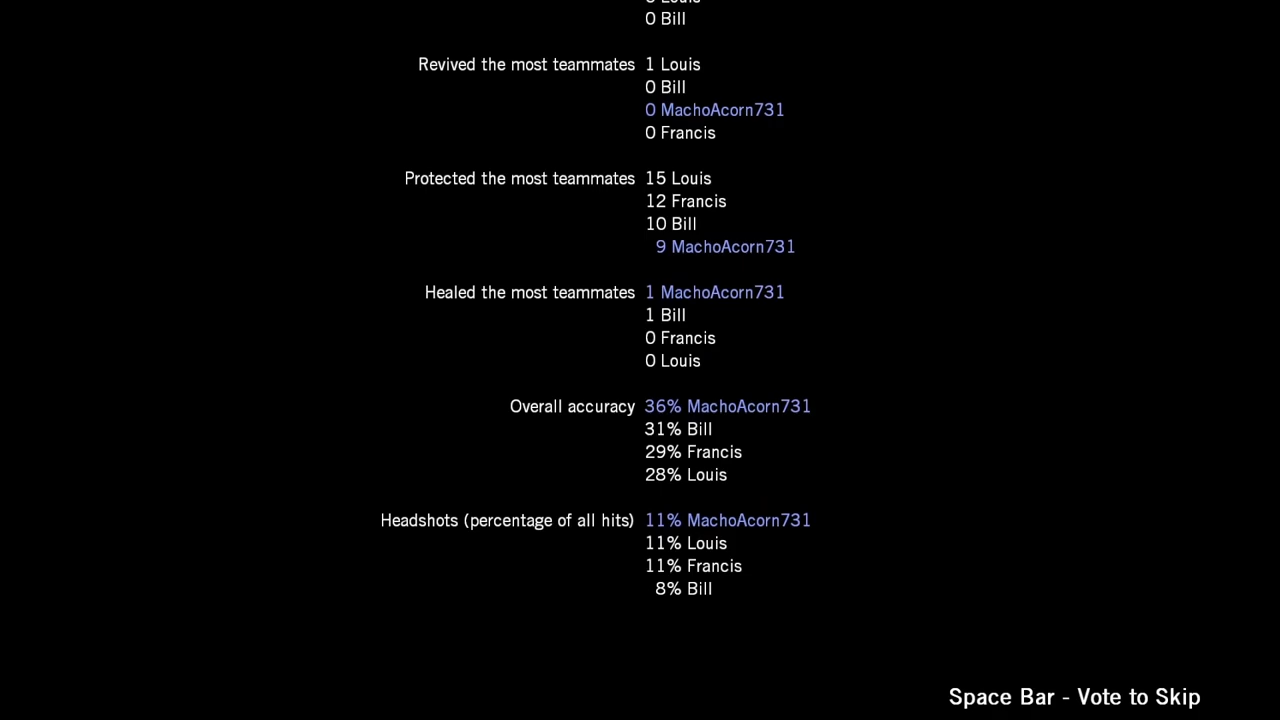 0 Bill
Revived the most teammates 1 Louis
0 Bill
0 MachoAcorn731
0 Francis
Protected the most teammates 15 Louis
12 Francis
10 Bill
9 MachoAcorn731
Healed the most teammates 1 MachoAcorn731
1 Bill
0 Francis
0 Louis
Overall accuracy 36% MachoAcorn731
31% Bill
29% Francis
28% Louis
Headshots (percentage of all hits) 11% MachoAcorn731
11% Louis
11% Francis
8% Bill
Space Bar - Vote to Skip